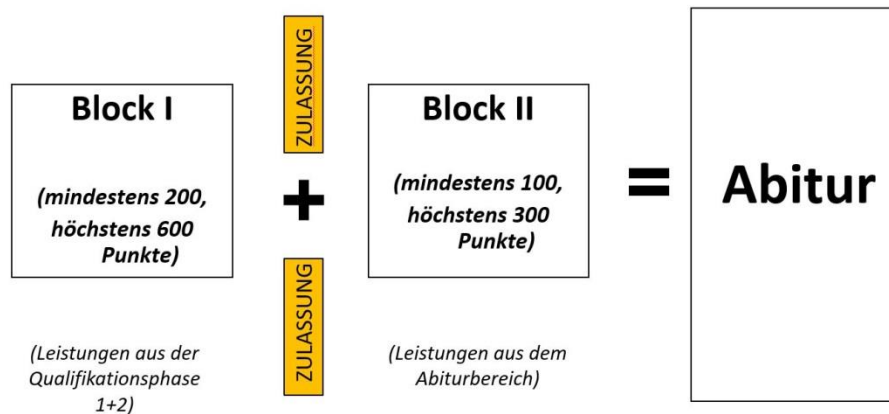 Block I
(mindestens 200,
höchstens 600
Punkte)
(Leistungen aus der
Qualifikationsphase
1+2)
ZULASSUNG
+
ZULASSUNG
Block II
(mindestens 100,
höchstens 300
Punkte)
(Leistungen aus dem
Abiturbereich)
=
Abitur